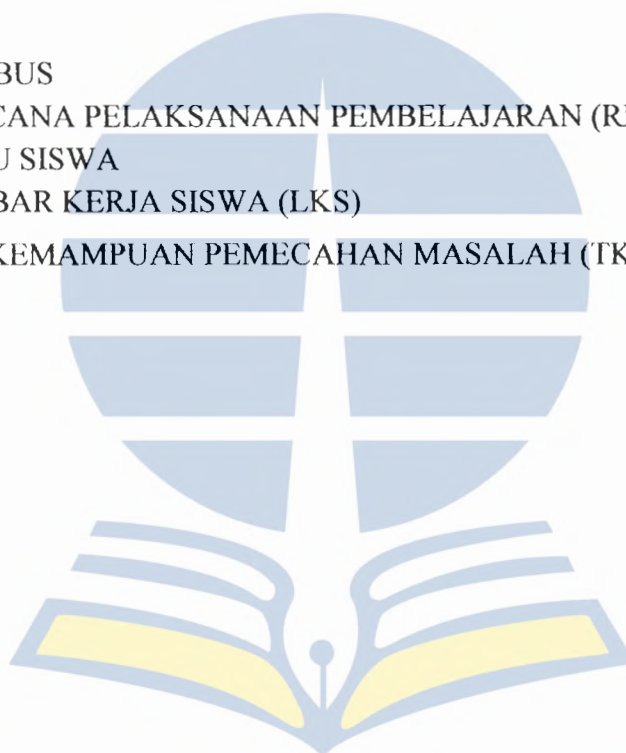 BUS
CANA PELAKSANAAN PEMBELAJARAN (R
U SISWA
BAR KERJA SISWA (LKS)
KEMAMPUAN PEMECAHAN MASALAH (TK